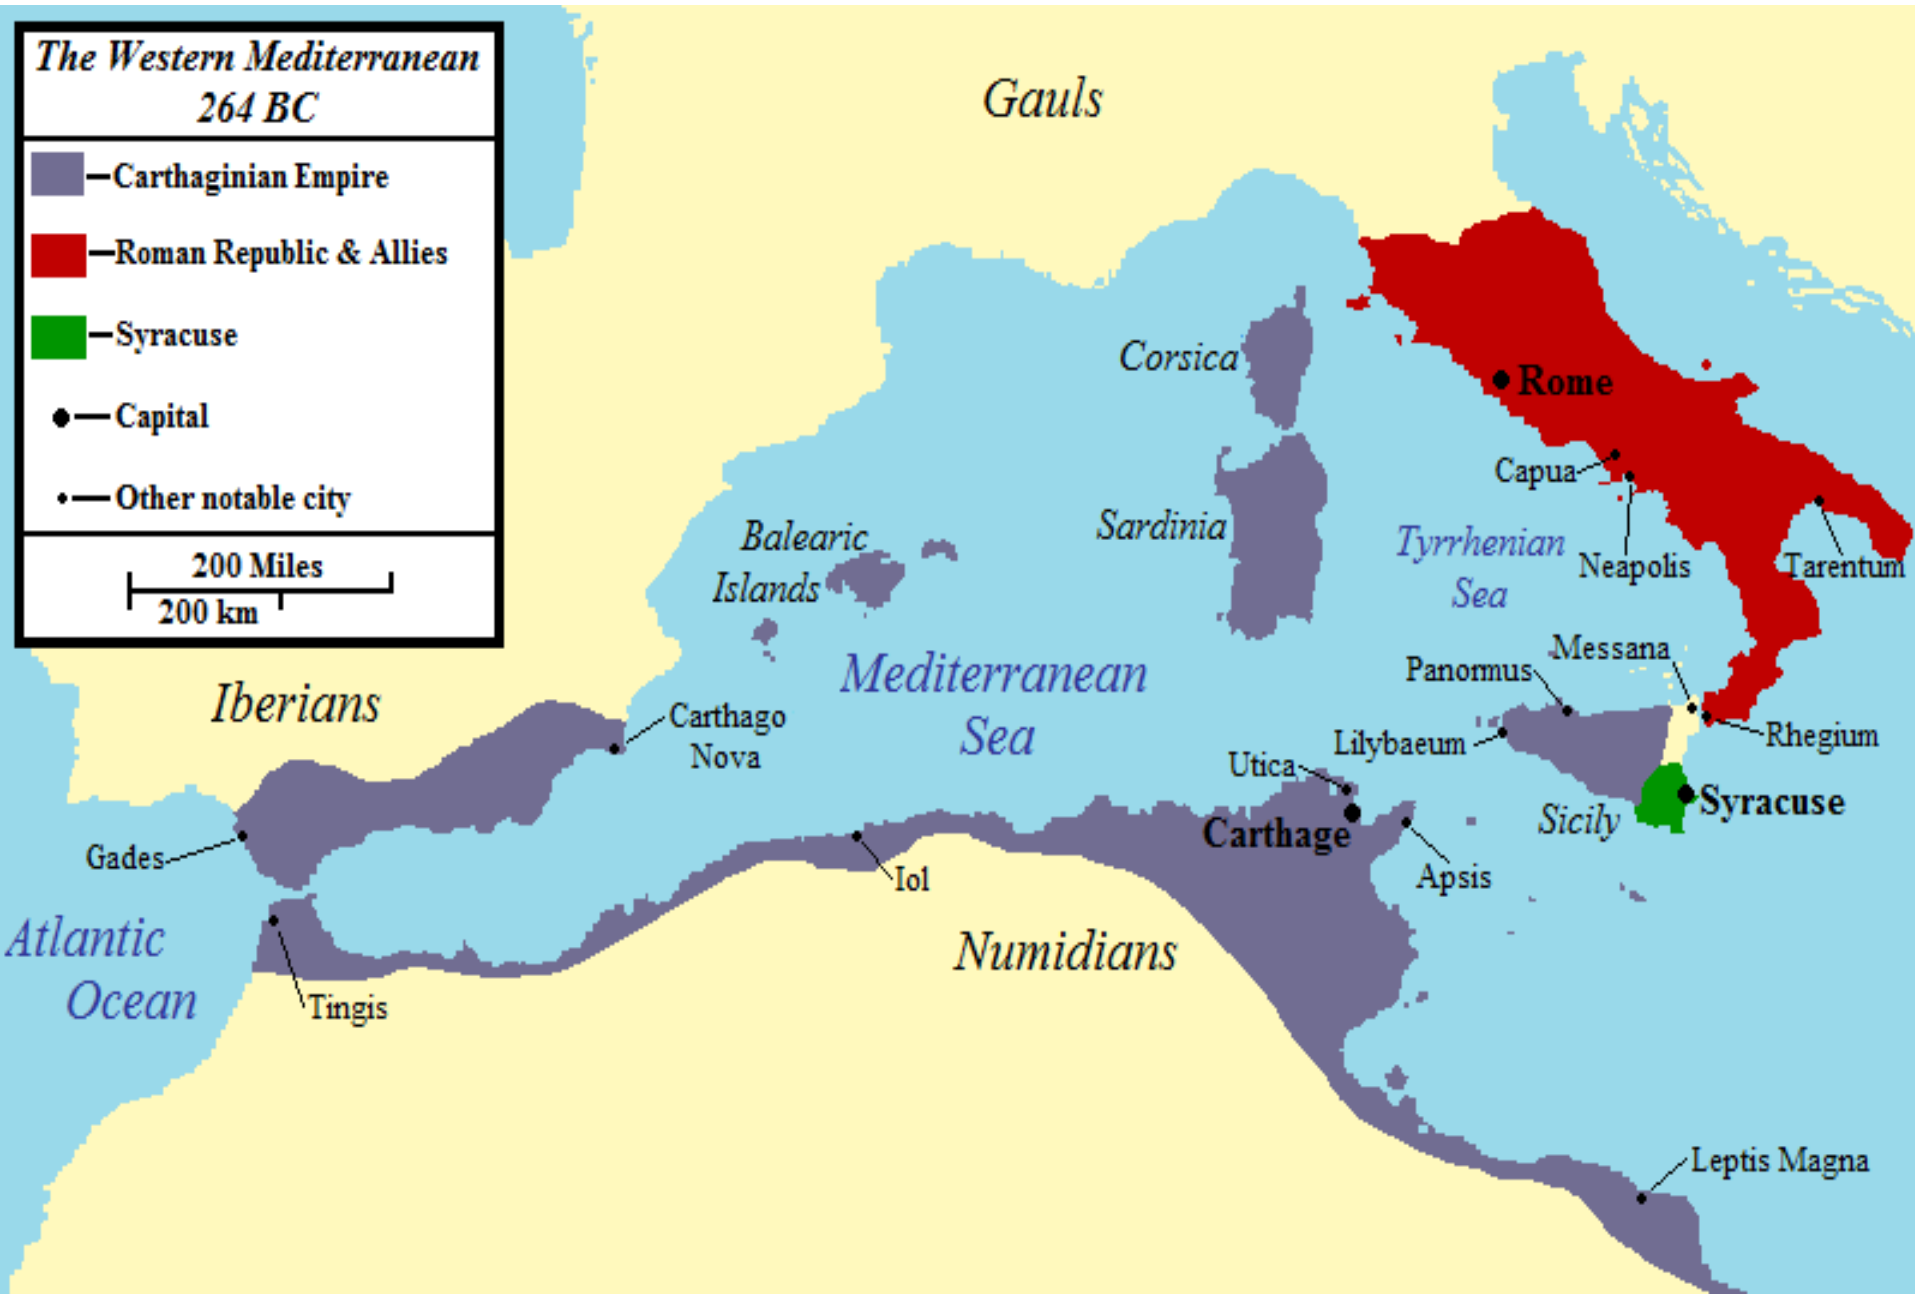 The Western Mediterranean
264 BC
Carthaginian Empire
Roman Republic & Allies
Syracuse
Capital
Other notable city
200 Miles
200 km
Gauls
Corsica
Rome
Capua
Sardinia
Tyrrhenian
Sea
Neapolis
Tarentum
Balearic
Islands
Messana
Panormus
Mediterranean
Sea
Iberians
Carthago
Nova
Lilybaeum
Rhegium
Utica
Syracuse
Sicily
Carthage
Gades
Iol
Apsis
Atlantic
Ocean
Numidians
Tingis
Leptis Magna